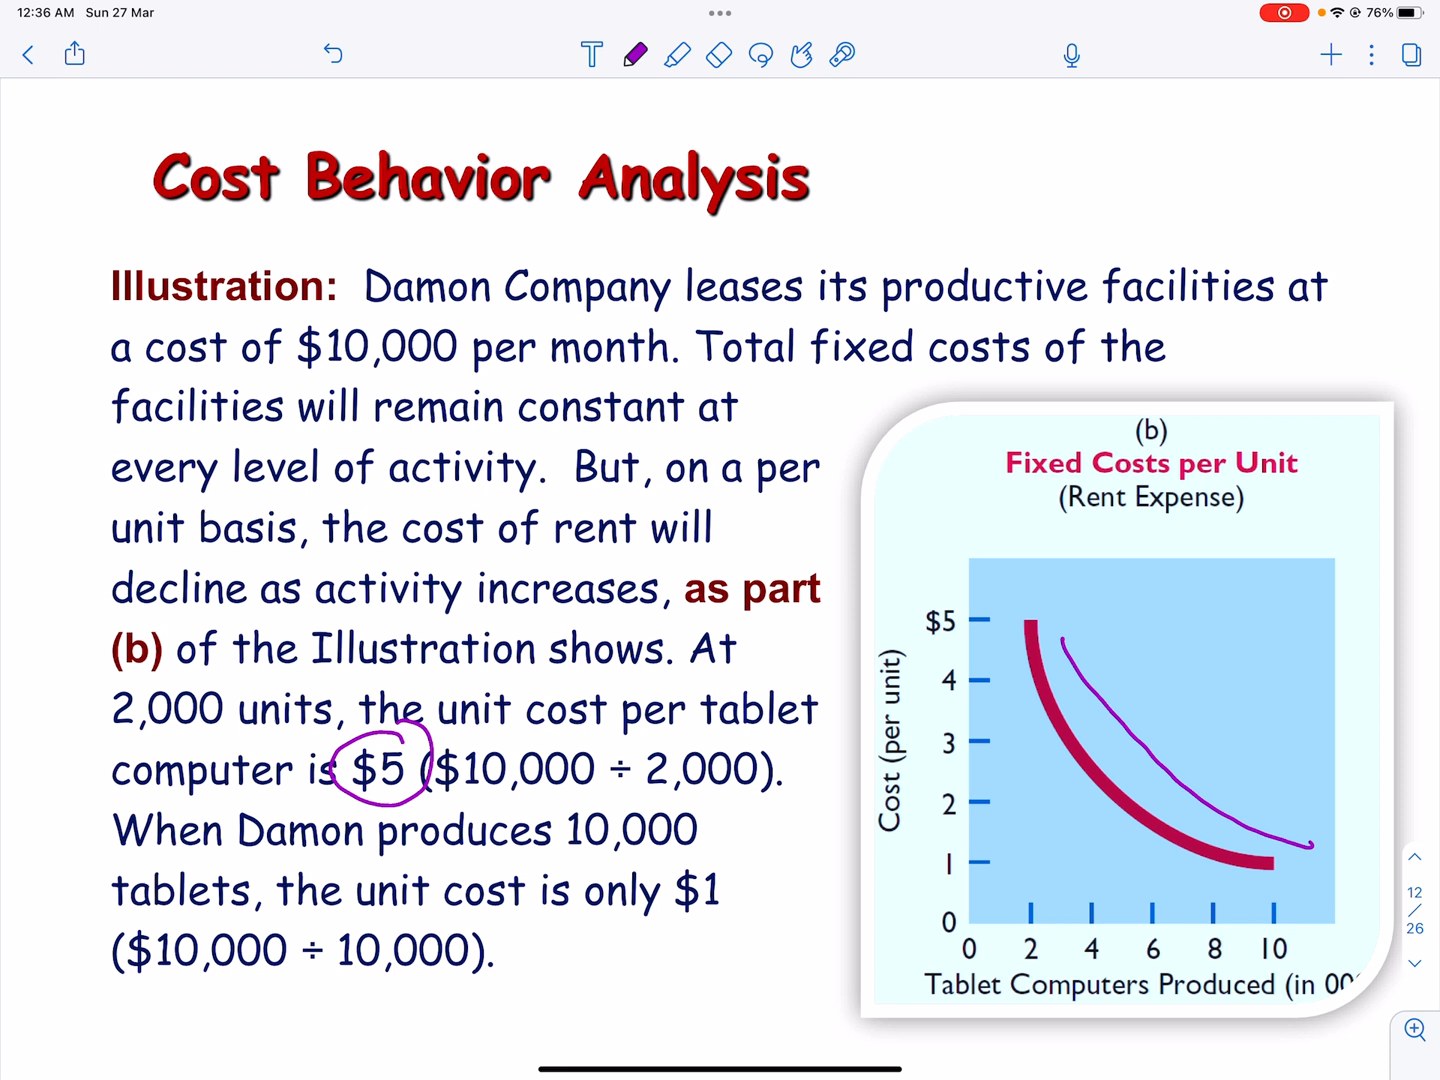 12:36 AM Sun 27 Mar
76%
Cost Behavior Analysis
Illustration: Damon Company leases its productive facilities at
a cost of $10,000 per month. Total fixed costs of the
facilities will remain constant at
every level of activity. But, on a per
unit basis, the cost of rent will
decline as activity increases, as part
(b) of the Illustration shows. At
2,000 units, the unit cost per tablet
computer is $5 ($10,000 ÷ 2,000).
When Damon produces 10,000
tablets, the unit cost is only $1
($10,000 ÷ 10,000).
(b)
Fixed Costs per Unit
(Rent Expense)
Cost (per unit)
$5
4
3
2
1
0
0 2 4 6 8 10
Tablet Computers Produced (in
12
/
26